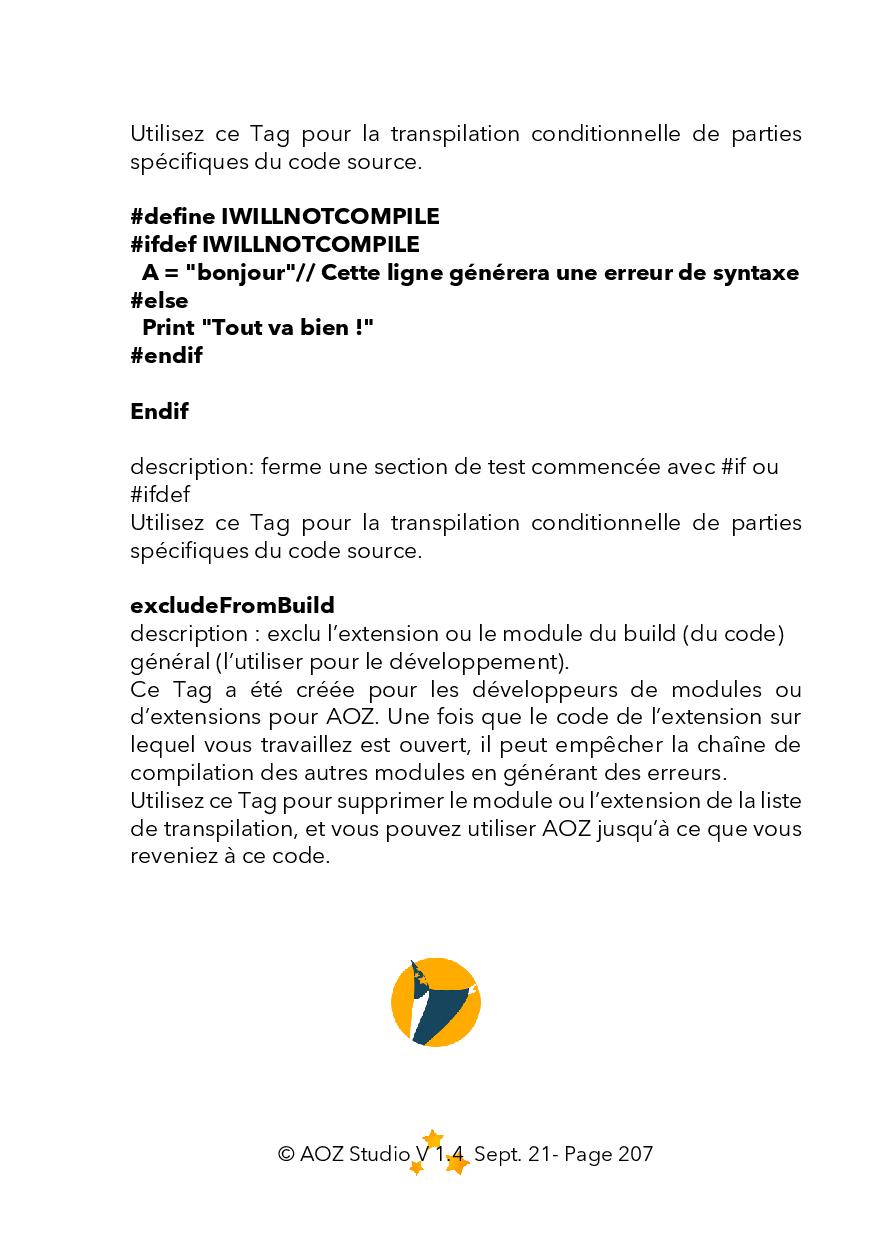 Utilisez ce Tag pour la transpilation conditionnelle de parties
spécifiques du code source.
#define IWILLNOTCOMPILE
#ifdef IWILLNOTCOMPILE
A = "bonjour"// Cette ligne générera une erreur de syntaxe
#else
Print "Tout va bien !"
#endif
Endif
description: ferme une section de test commencée avec #if ou
#ifdef
Utilisez ce Tag pour la transpilation conditionnelle de parties
spécifiques du code source.
excludeFromBuild
description : exclu l’extension ou le module du build (du code)
général (l’utiliser pour le développement).
Ce Tag a été créée pour les développeurs de modules ou
d’extensions pour AOZ. Une fois que le code de l’extension sur
lequel vous travaillez est ouvert, il peut empêcher la chaîne de
compilation des autres modules en générant des erreurs.
Utilisez ce Tag pour supprimer le module ou l’extension de la liste
de transpilation, et vous pouvez utiliser AOZ jusqu’à ce que vous
reveniez à ce code.
© AOZ Studio V 1.4 Sept. 21- Page 207